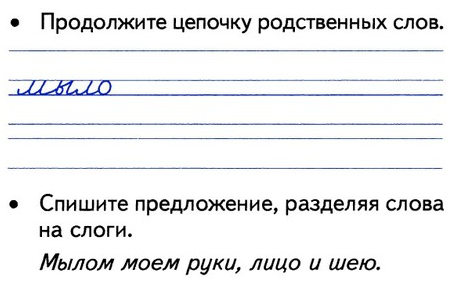 • Продолжите цепочку родственных слов.
мыло
• Спишите предложение, разделяя слова
на слоги.
Мылом моем руки, лицо и шею.